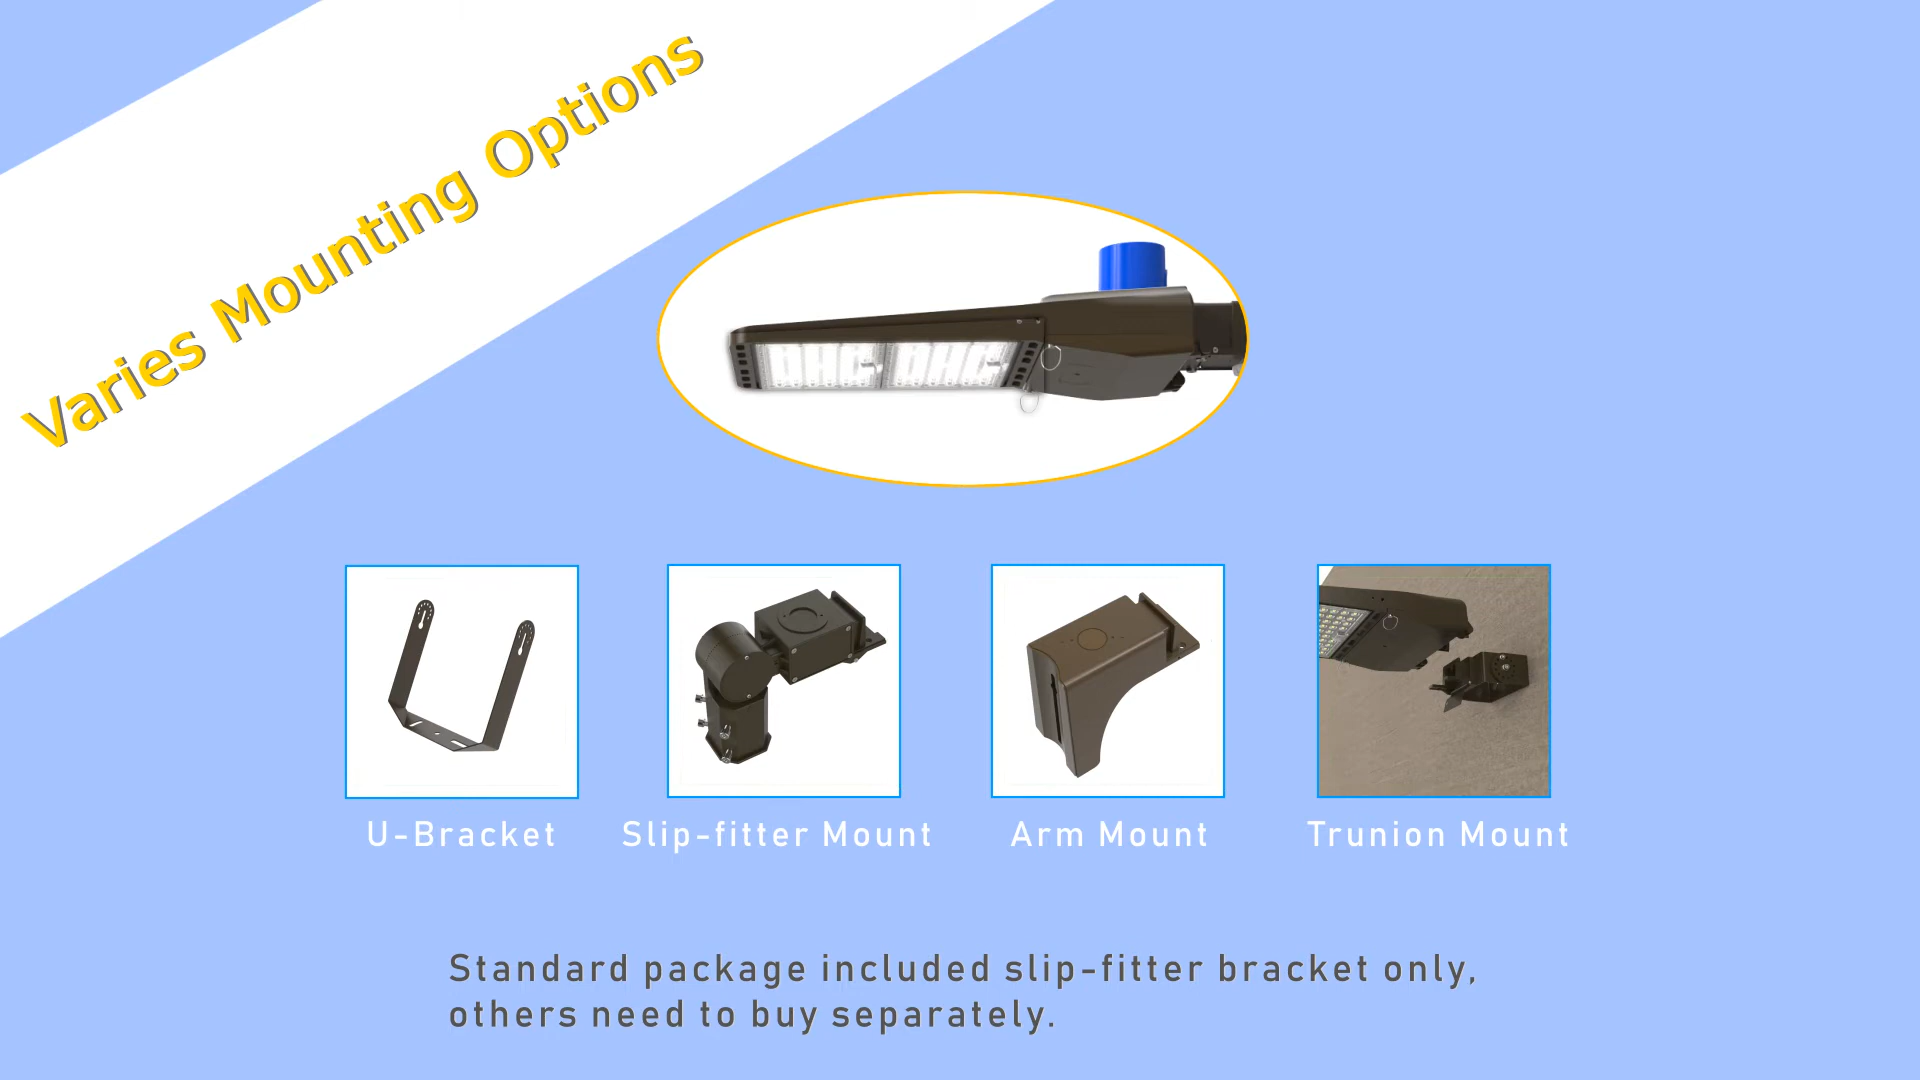 Varies Mounting Options
U-Bracket
Slip-fitter Mount
Arm Mount
Trunion Mount
Standard package included slip-fitter bracket only,
others need to buy separately.